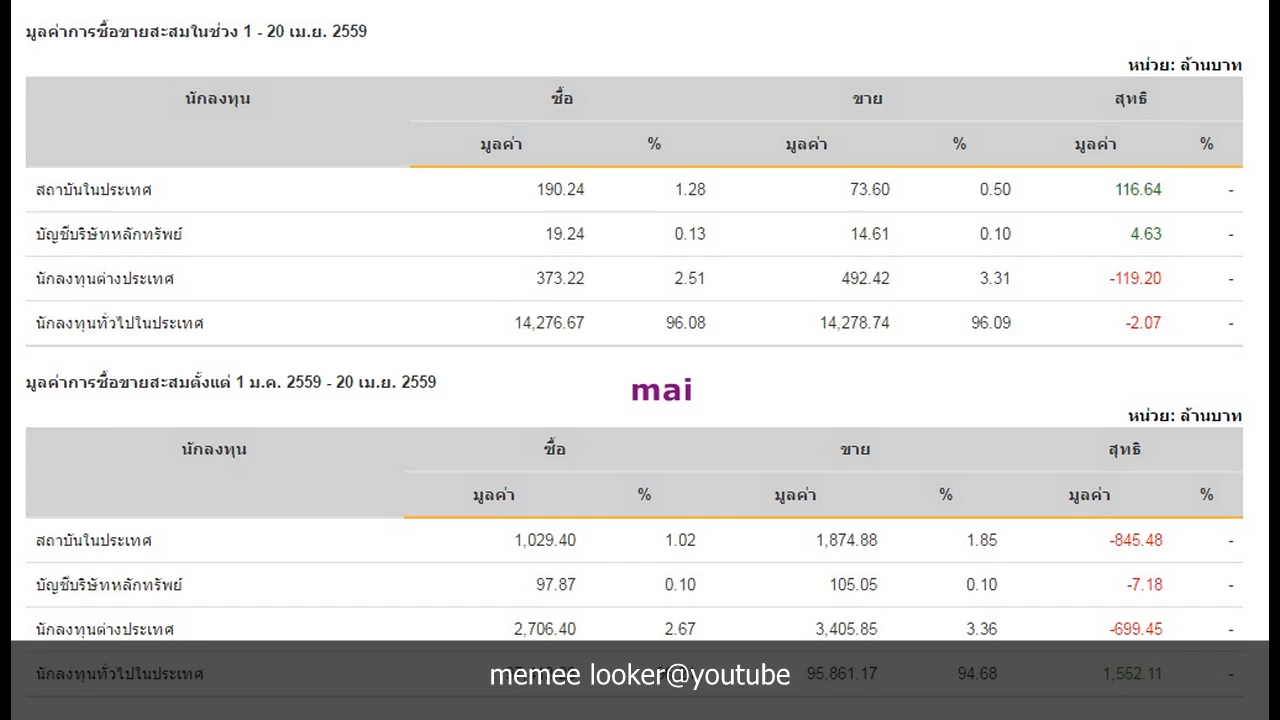 มูลค่าการซื้อขายสะสมในช่วง 1 - 20 เม.ย. 2559
หน่วย: ล้านบาท
นักลงทุน ซื้อ ขาย สุทธิ
มูลค่า % มูลค่า % มูลค่า %
สถาบันในประเทศ 190.24 1.28 73.60 0.50 116.64 -
บัญชีบริษัทหลักทรัพย์ 19.24 0.13 14.61 0.10 4.63 -
นักลงทุนต่างประเทศ 373.22 2.51 492.42 3.31 -119.20 -
นักลงทุนทั่วไปในประเทศ 14,276.67 96.08 14,278.74 96.09 -2.07 -
มูลค่าการซื้อขายสะสมตั้งแต่ 1 ม.ค. 2559 - 20 เม.ย. 2559
mai
หน่วย: ล้านบาท
นักลงทุน ซื้อ ขาย สุทธิ
มูลค่า % มูลค่า % มูลค่า %
สถาบันในประเทศ 1,029.40 1.02 1,874.88 1.85 -845.48 -
บัญชีบริษัทหลักทรัพย์ 97.87 0.10 105.05 0.10 -7.18 -
นักลงทุนต่างประเทศ 2,706.40 2.67 3,405.85 3.36 -699.45 -
นักลงทุนทั่วไปในประเทศ 95,861.17 94.68 1,552.11 -
memee looker@youtube